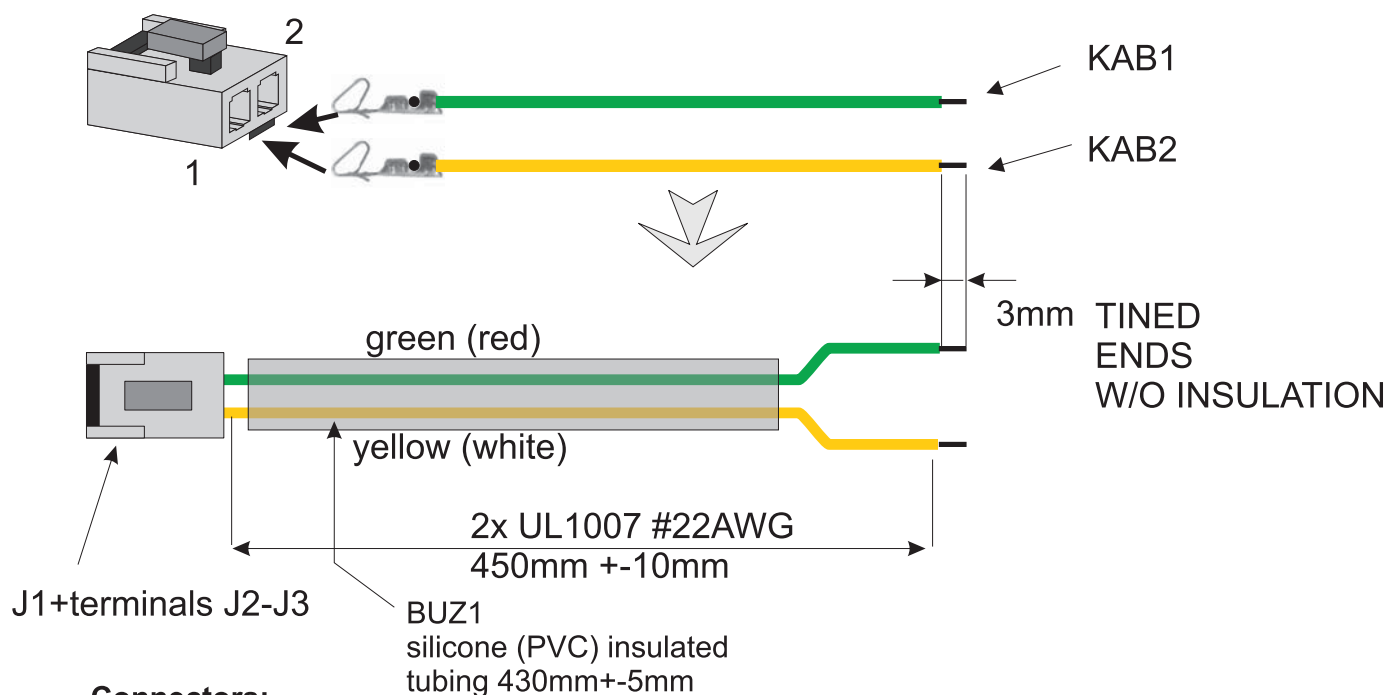 2
KAB1
1
KAB2
3mm TINED
ENDS
W/O INSULATION
green (red)
yellow (white)
2x UL1007 #22AWG
450mm +-10mm
J1+terminals J2-J3
BUZ1
silicone (PVC) insulated
tubing 430mm+-5mm
Connectors: